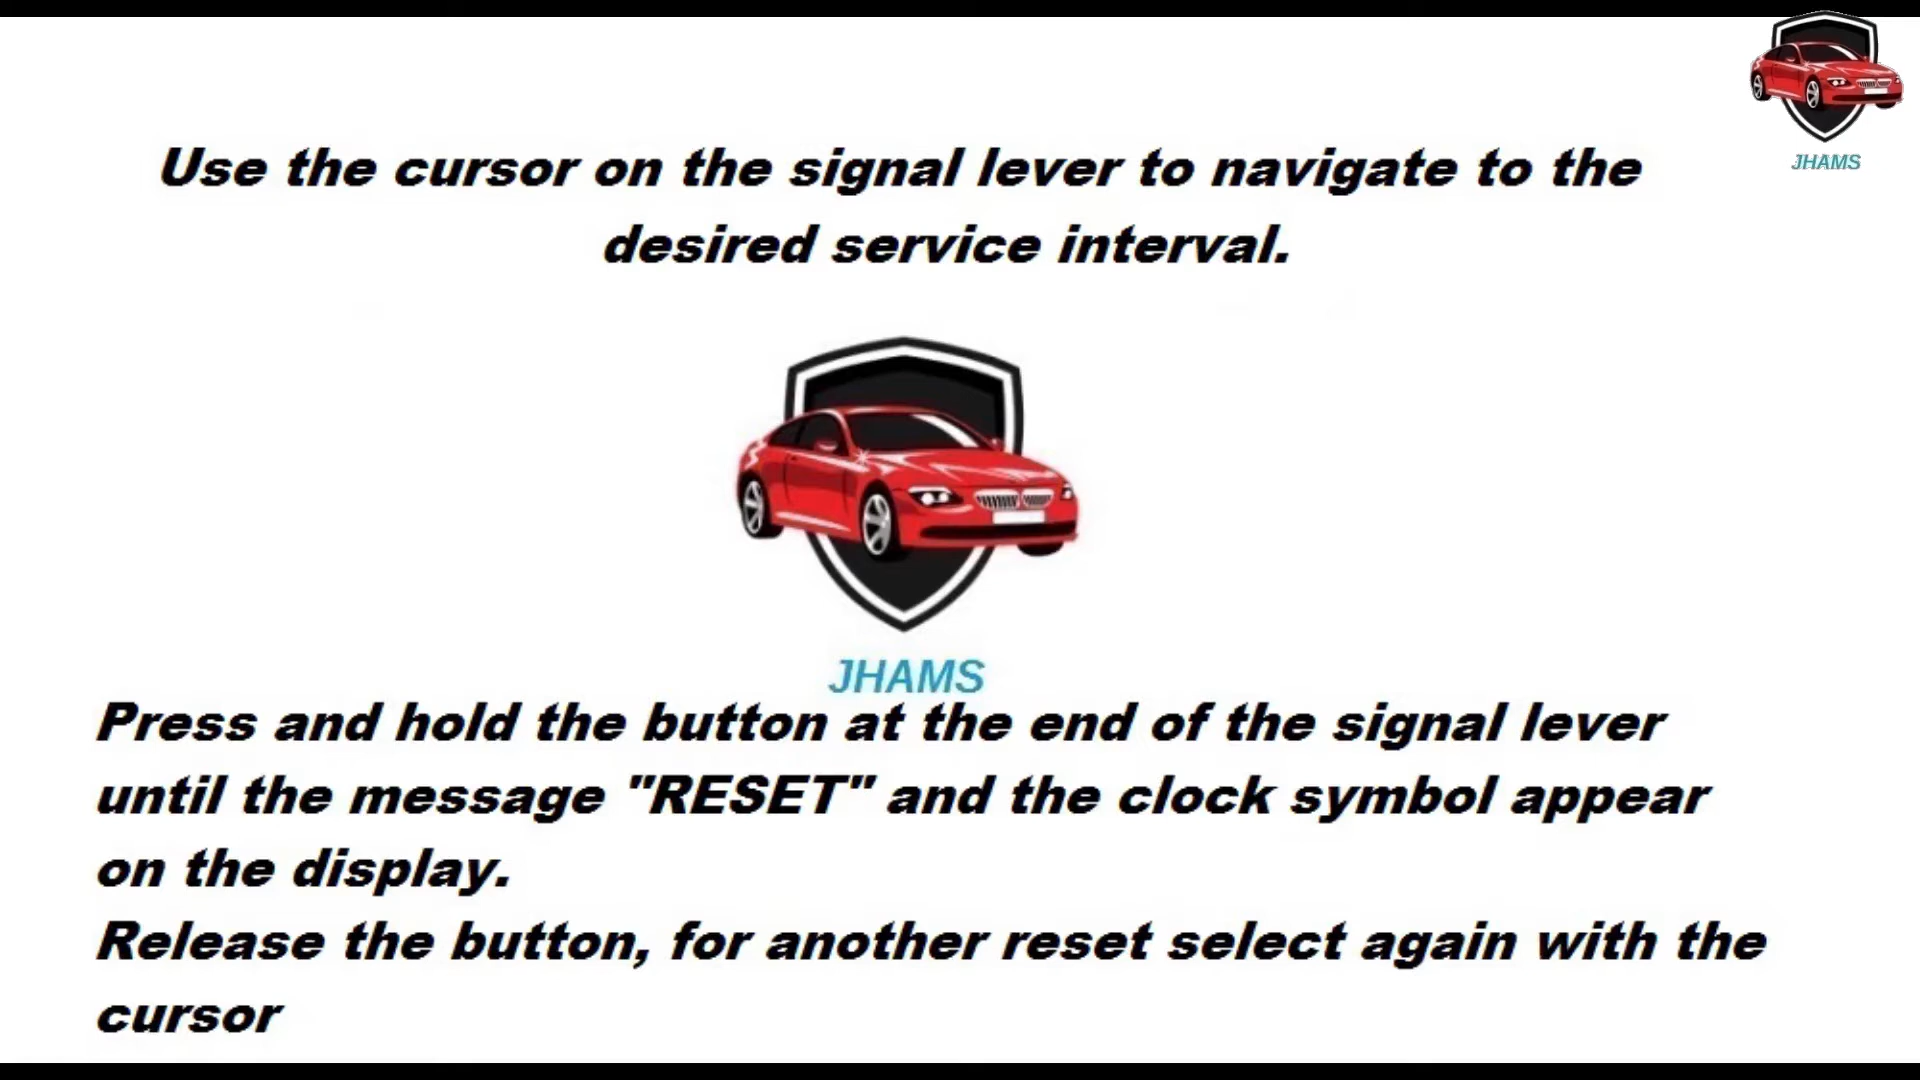 JHAMS
Use the cursor on the signal lever to navigate to the
desired service interval.
JHAMS
Press and hold the button at the end of the signal lever
until the message "RESET" and the clock symbol appear
on the display.
Release the button, for another reset select again with the
cursor